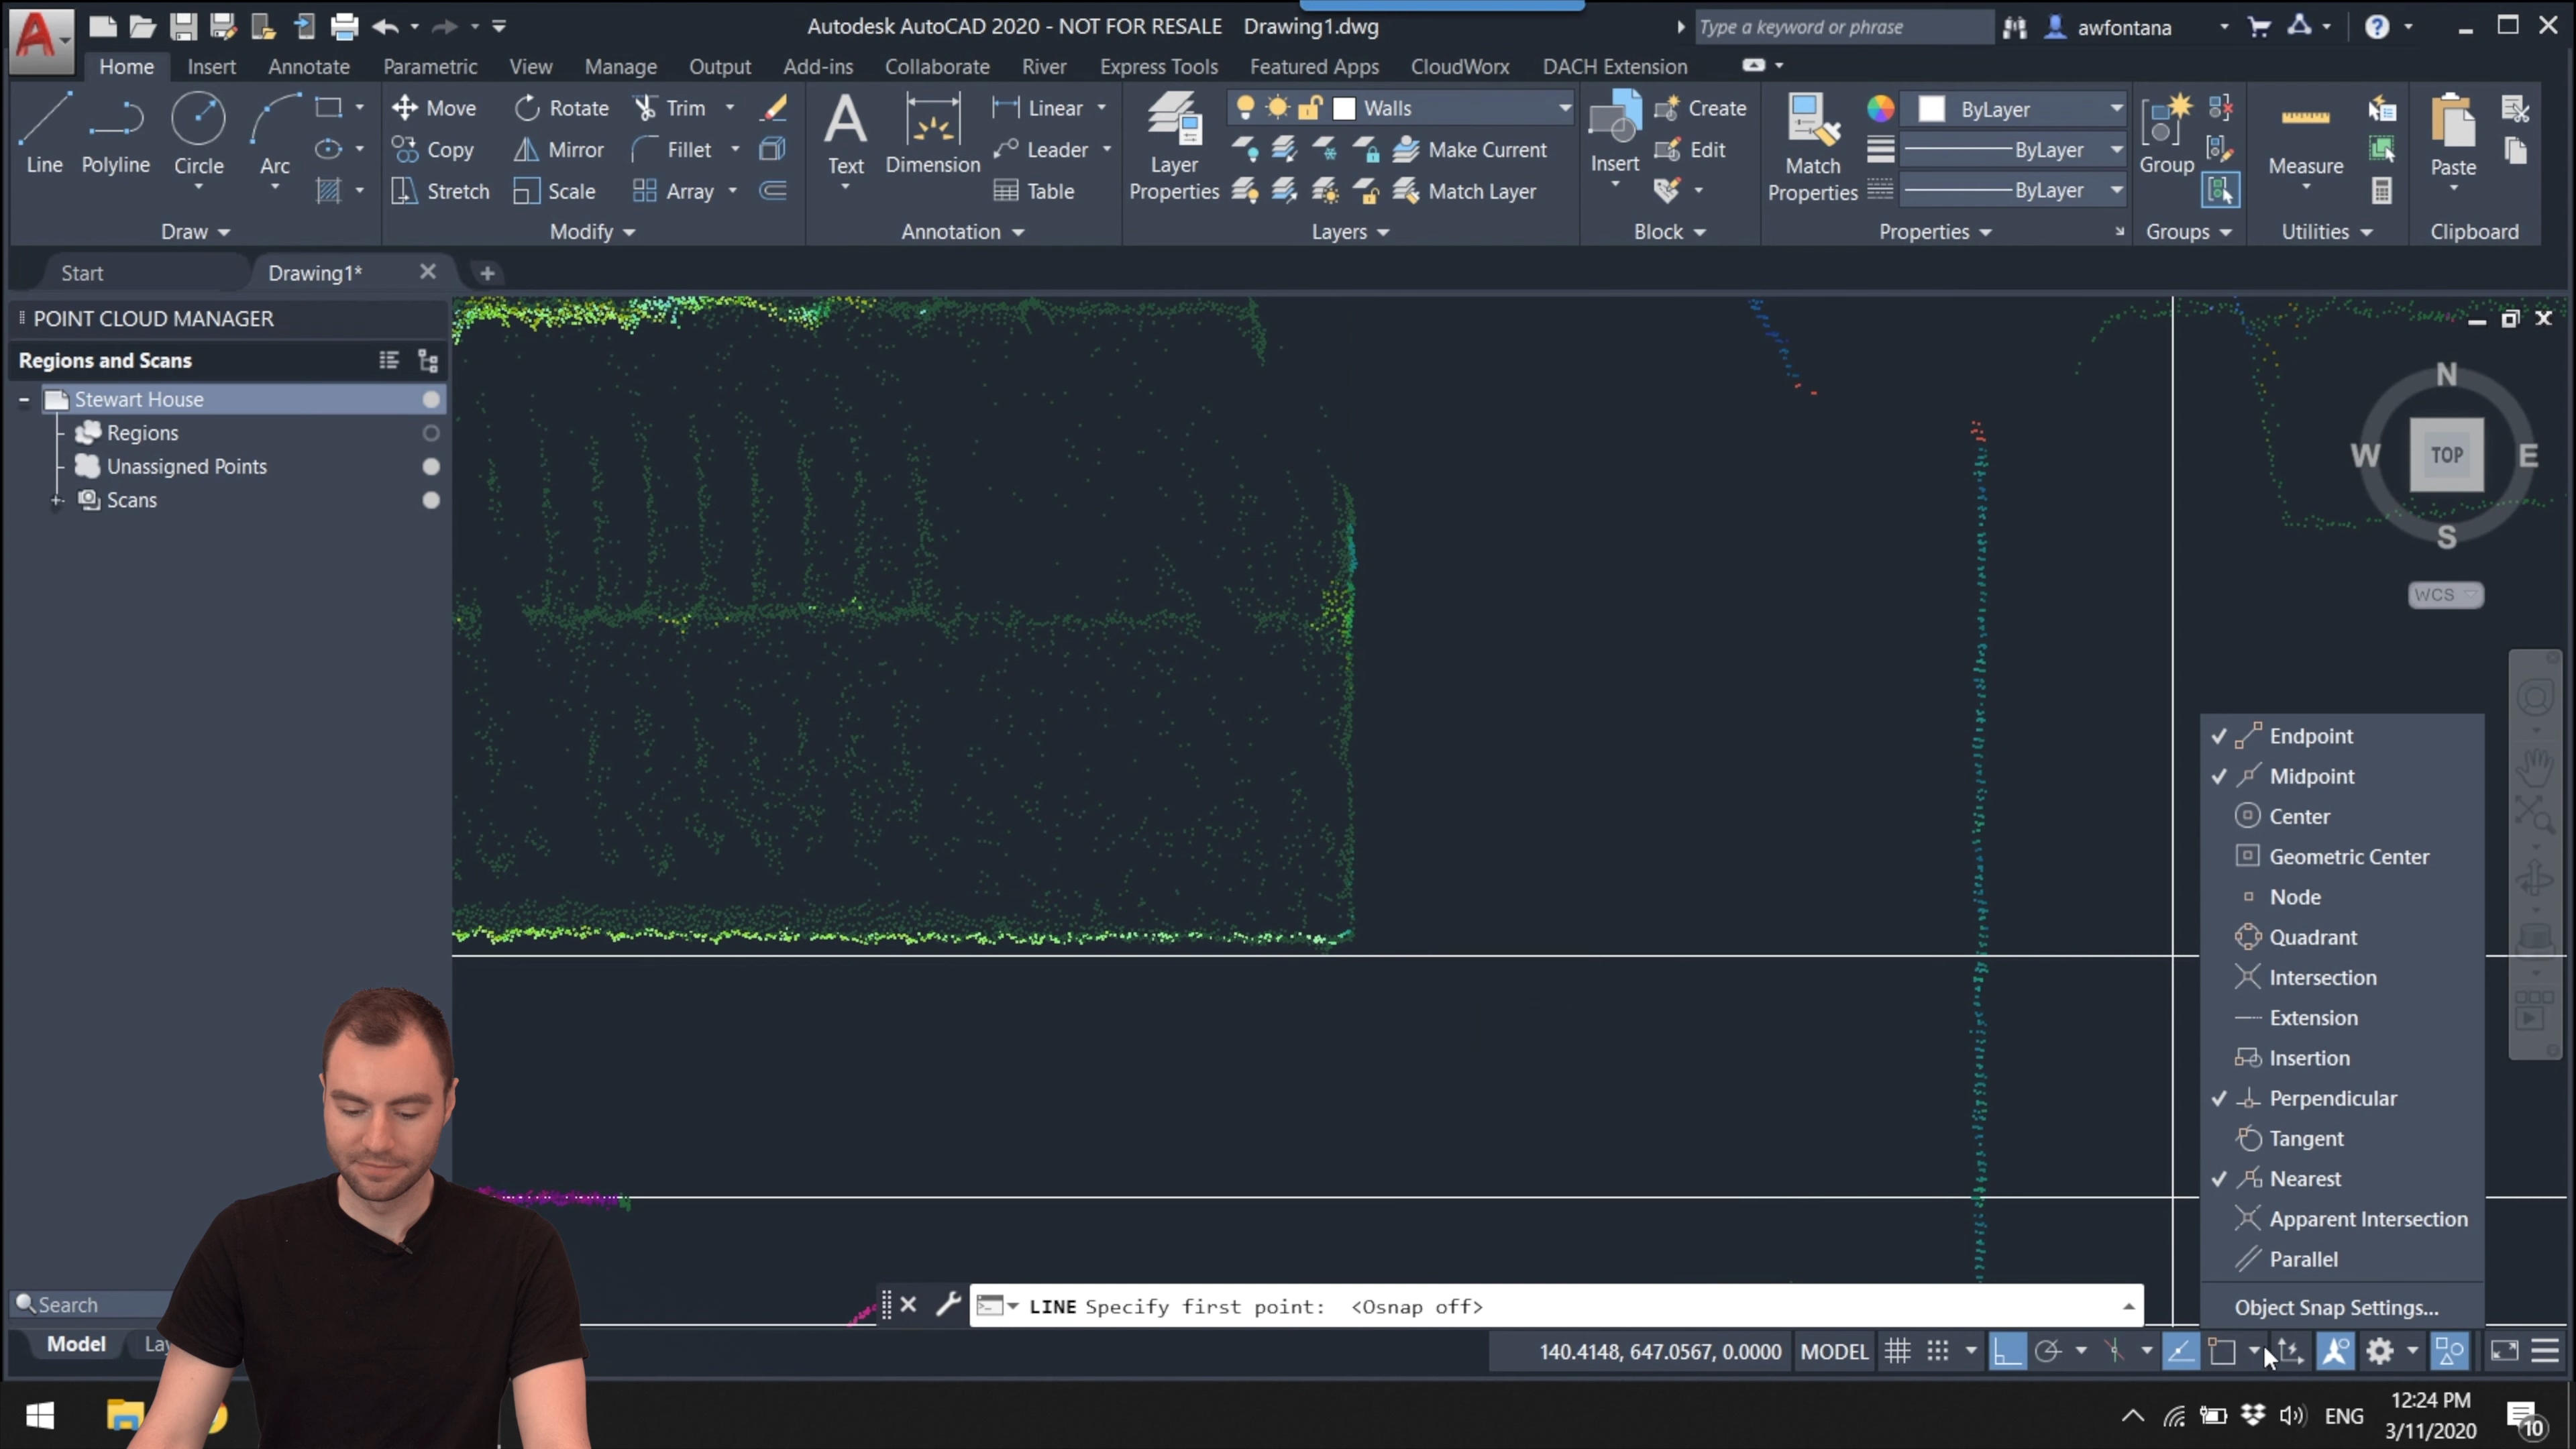 Autodesk AutoCAD 2020 - NOT FOR RESALE Drawing1.dwg
Type a keyword or phrase
awfontana
Home Insert Annotate Parametric View Manage Output Add-ins Collaborate River Express Tools Featured Apps CloudWorx DACH Extension
Line Polyline Circle Arc
Move Rotate Trim
Copy Mirror Fillet
Stretch Scale Array
Text Dimension
Linear
Leader
Table
Layer Properties
Walls
Make Current
Match Layer
Insert
Create
Edit
Match Properties
ByLayer
ByLayer
ByLayer
Group
Measure
Paste
Draw Modify Annotation Layers Block Properties Groups Utilities Clipboard
Start Drawing1*
POINT CLOUD MANAGER
Regions and Scans
Stewart House
Regions
Unassigned Points
Scans
N
W TOP E
S
WCS
Endpoint
Midpoint
Center
Geometric Center
Node
Quadrant
Intersection
Extension
Insertion
Perpendicular
Tangent
Nearest
Apparent Intersection
Parallel
Object Snap Settings...
Search
LINE Specify first point: <Osnap off>
Model Lay
140.4148, 647.0567, 0.0000 MODEL
ENG
12:24 PM
3/11/2020
10